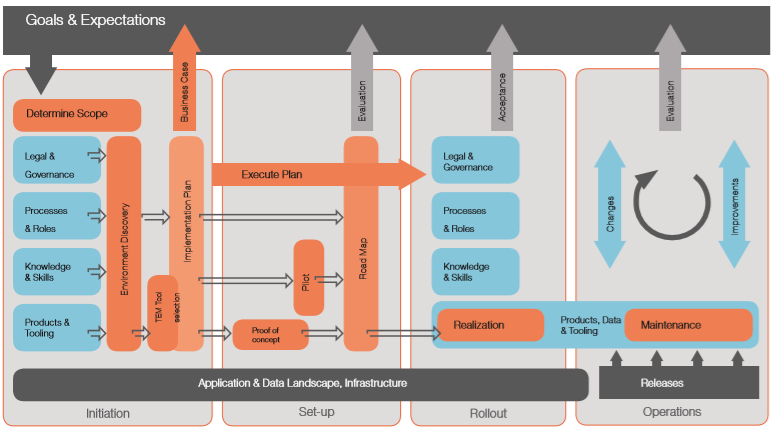 Goals & Expectations
Business Case
Evaluation
Acceptance
Evaluation
Determine Scope
Legal &
Governance
Processes
& Roles
Knowledge
& Skills
Products &
Tooling
Environment Discovery
TEM Tool
selection
Implementation Plan
Execute Plan
Proof of
concept
Pilot
Road Map
Legal &
Governance
Processes
& Roles
Knowledge
& Skills
Realization
Products, Data
& Tooling
Maintenance
Changes
Improvements
Application & Data Landscape, Infrastructure
Releases
Initiation
Set-up
Rollout
Operations